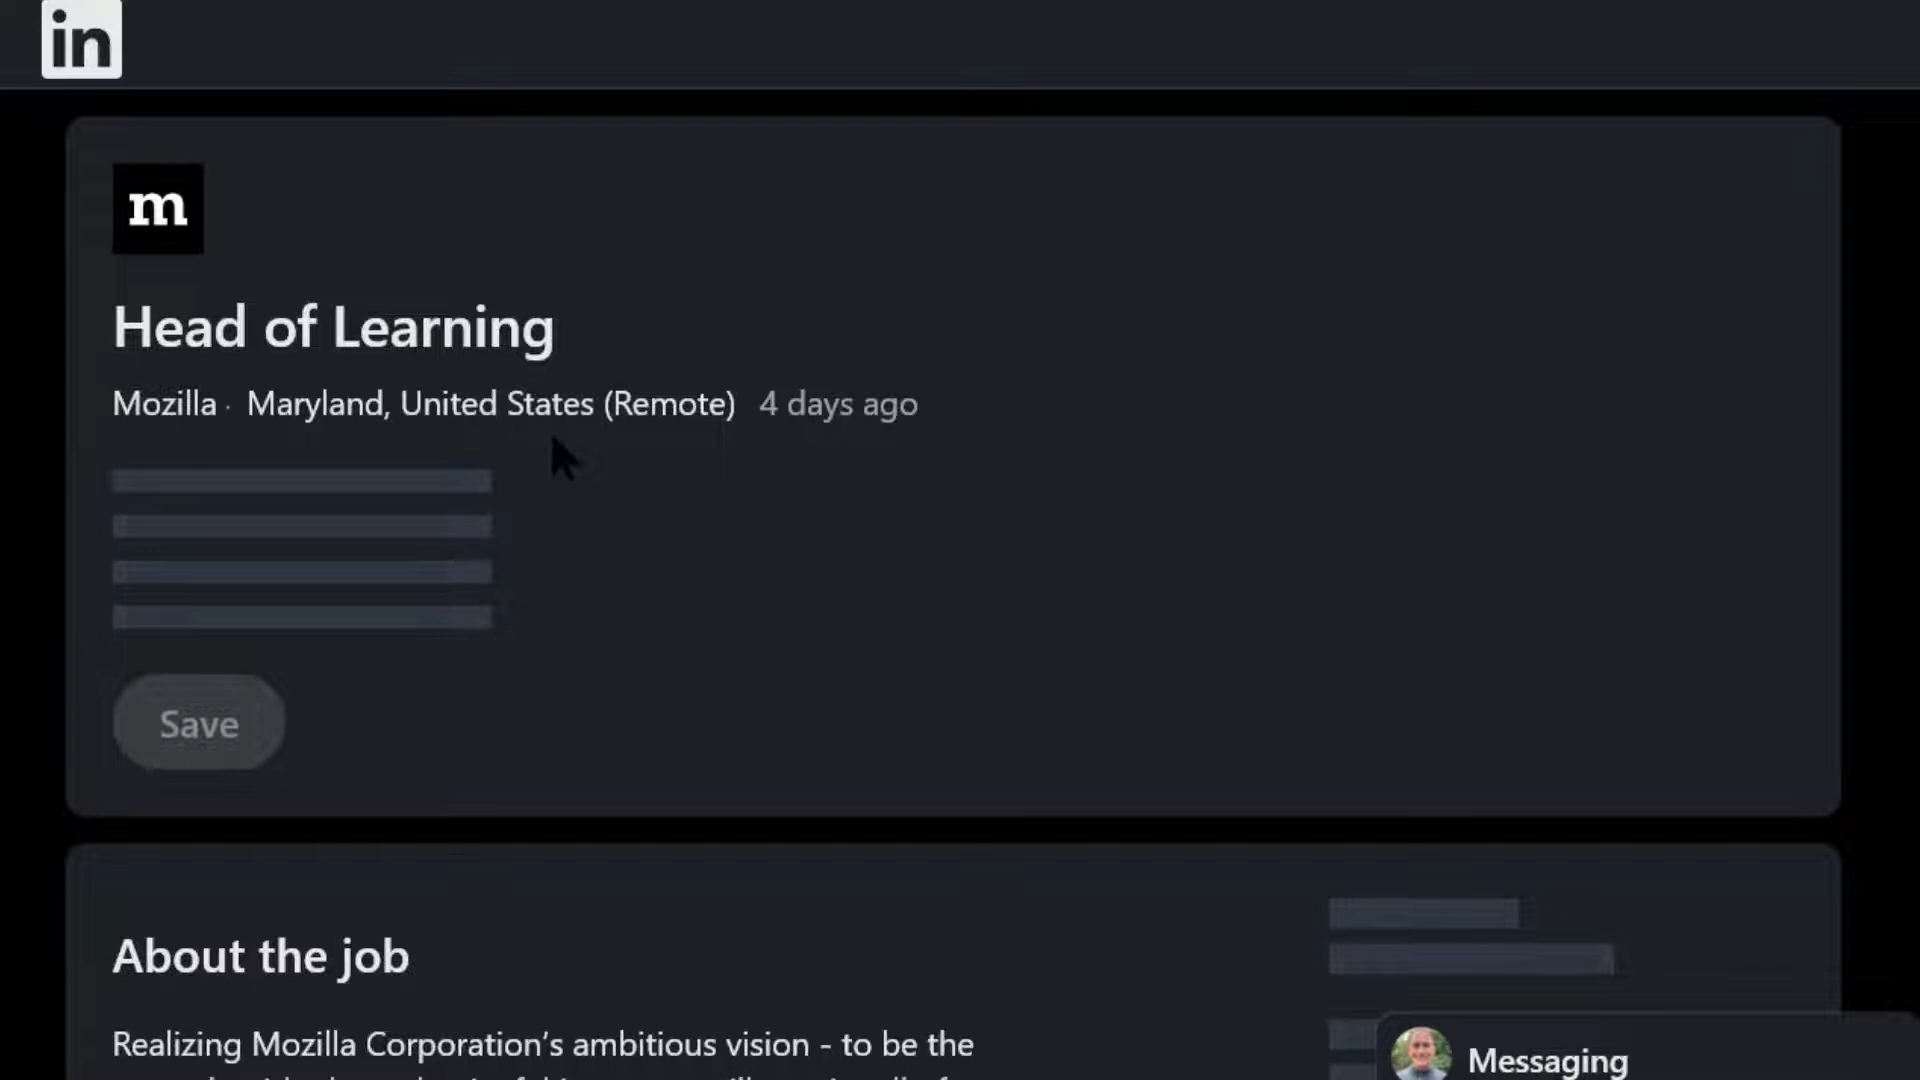 in
m
Head of Learning
Mozilla · Maryland, United States (Remote) 4 days ago
Save
About the job
Realizing Mozilla Corporation's ambitious vision - to be the
Messaging